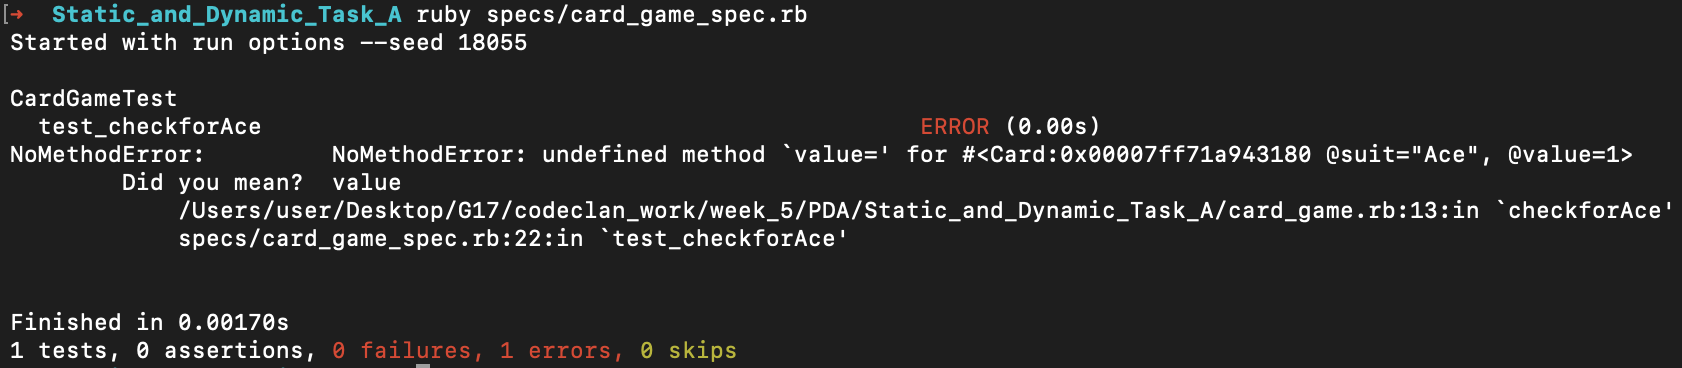 [→ Static_and_Dynamic_Task_A ruby specs/card_game_spec.rb
Started with run options --seed 18055
CardGameTest
test_checkforAce ERROR (0.00s)
NoMethodError: NoMethodError: undefined method `value=' for #<Card:0x00007ff71a943180 @suit="Ace", @value=1>
Did you mean? value
/Users/user/Desktop/G17/codeclan_work/week_5/PDA/Static_and_Dynamic_Task_A/card_game.rb:13:in `checkforAce'
specs/card_game_spec.rb:22:in `test_checkforAce'
Finished in 0.00170s
1 tests, 0 assertions, 0 failures, 1 errors, 0 skips